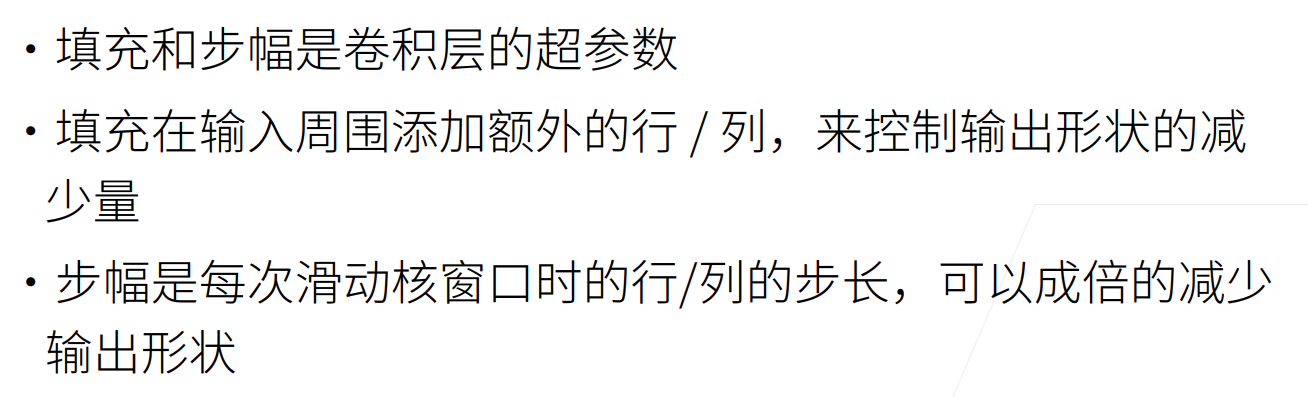 • 填充和步幅是卷积层的超参数
• 填充在输入周围添加额外的行 / 列，来控制输出形状的减
少量
• 步幅是每次滑动核窗口时的行/列的步长，可以成倍的减少
输出形状